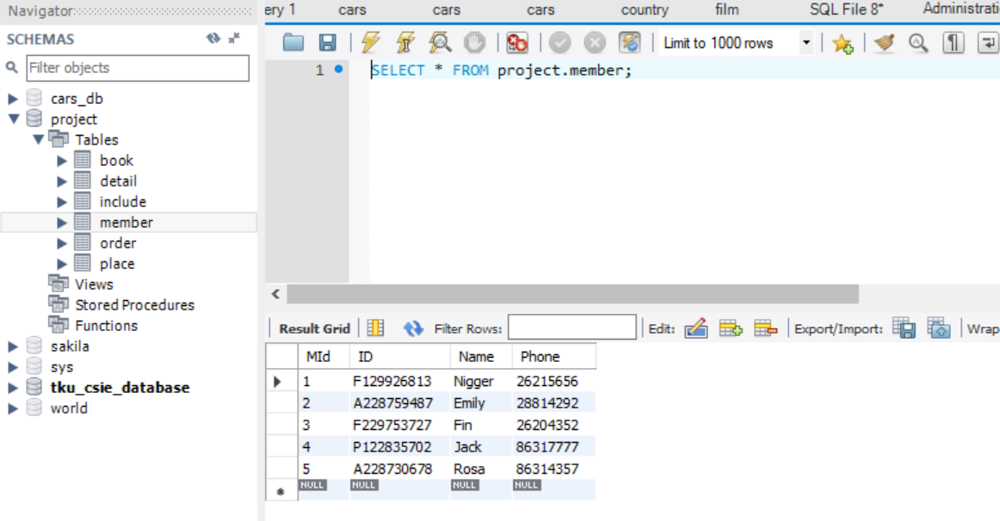 Navigator
SCHEMAS
Filter objects
cars_db
project
Tables
book
detail
include
member
order
place
Views
Stored Procedures
Functions
sakila
sys
tku_csie_database
world
ery 1 cars cars cars country film SQL File 8* Administrati
Limit to 1000 rows
1 SELECT * FROM project.member;
Result Grid Filter Rows: Edit: Export/Import: Wrap
MId ID Name Phone
1 F129926813 Nigger 26215656
2 A228759487 Emily 28814292
3 F229753727 Fin 26204352
4 P122835702 Jack 86317777
5 A228730678 Rosa 86314357
NULL NULL NULL NULL